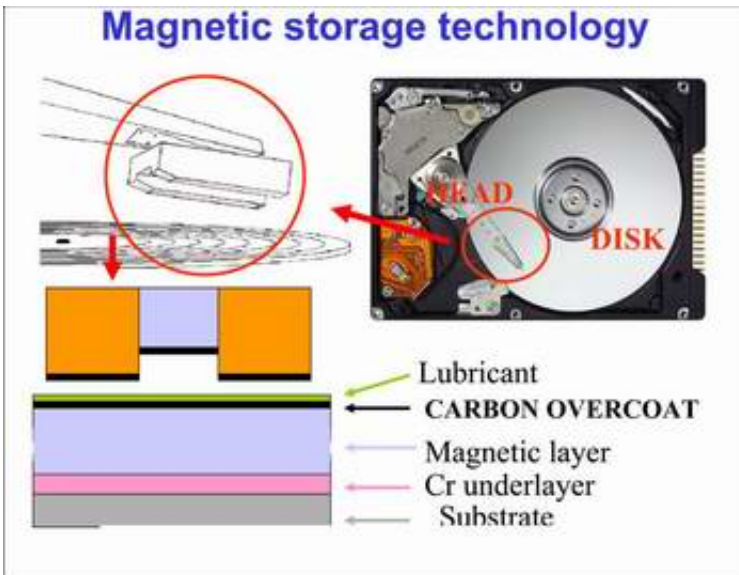 Magnetic storage technology
HEAD
DISK
Lubricant
CARBON OVERCOAT
Magnetic layer
Cr underlayer
Substrate